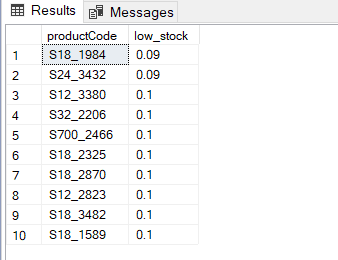 Results Messages
productCode low_stock
1 S18_1984 0.09
2 S24_3432 0.09
3 S12_3380 0.1
4 S32_2206 0.1
5 S700_2466 0.1
6 S18_2325 0.1
7 S18_2870 0.1
8 S12_2823 0.1
9 S18_3482 0.1
10 S18_1589 0.1